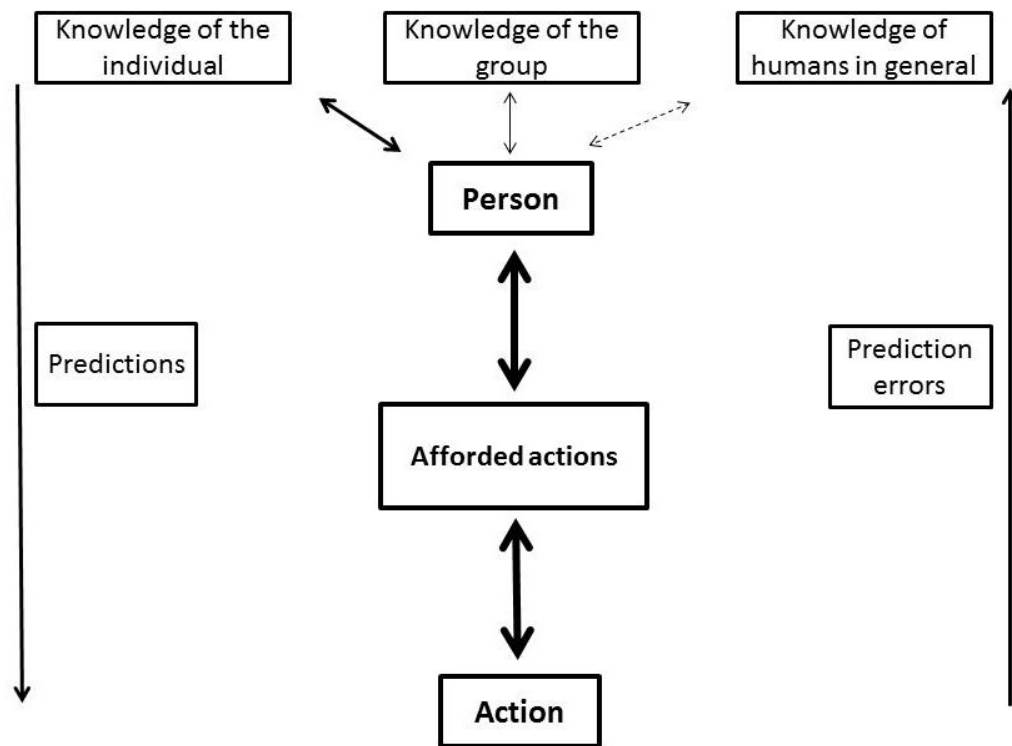 Knowledge of the
individual
Knowledge of the
group
Knowledge of
humans in general
Person
Predictions
Prediction
errors
Afforded actions
Action